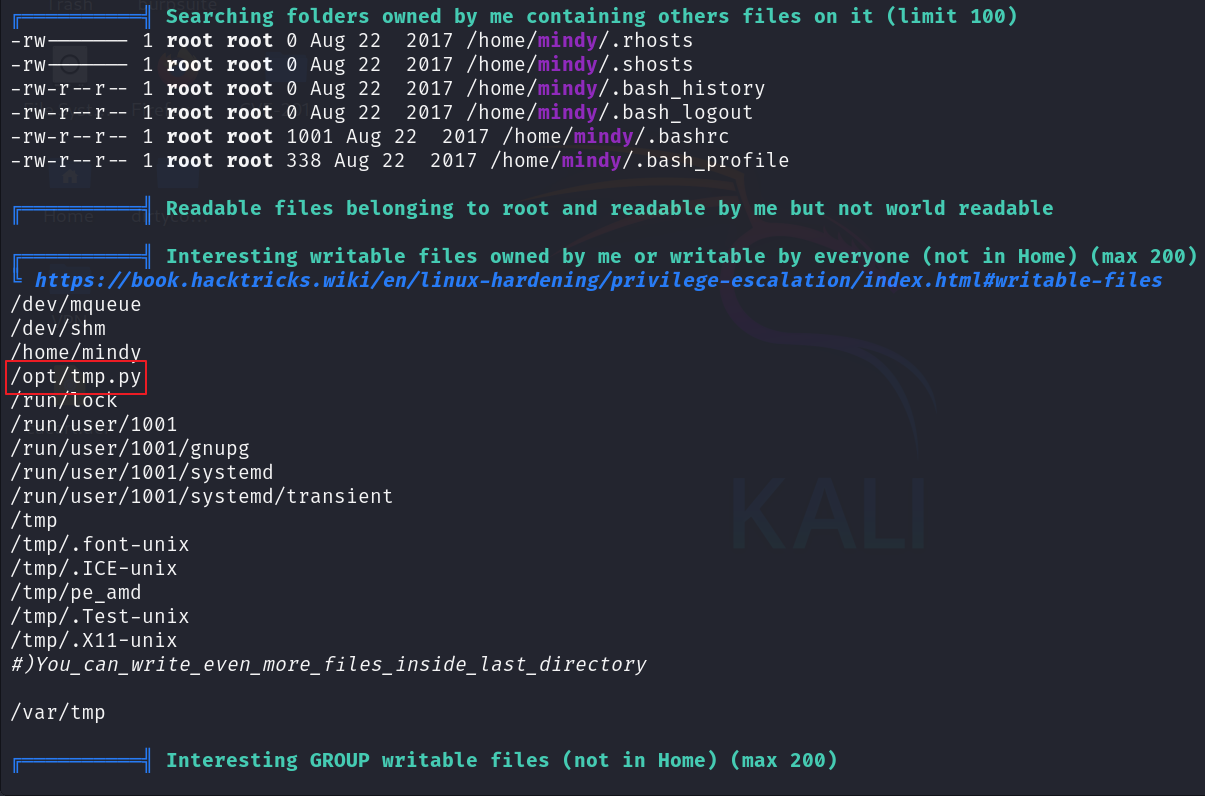 ╔══════════╣ Searching folders owned by me containing others files on it (limit 100)
-rw------- 1 root root 0 Aug 22  2017 /home/mindy/.rhosts
-rw------- 1 root root 0 Aug 22  2017 /home/mindy/.shosts
-rw-r--r-- 1 root root 0 Aug 22  2017 /home/mindy/.bash_history
-rw-r--r-- 1 root root 0 Aug 22  2017 /home/mindy/.bash_logout
-rw-r--r-- 1 root root 1001 Aug 22  2017 /home/mindy/.bashrc
-rw-r--r-- 1 root root 338 Aug 22  2017 /home/mindy/.bash_profile
╔══════════╣ Readable files belonging to root and readable by me but not world readable
╔══════════╣ Interesting writable files owned by me or writable by everyone (not in Home) (max 200)
╚ https://book.hacktricks.wiki/en/linux-hardening/privilege-escalation/index.html#writable-files
/dev/mqueue
/dev/shm
/home/mindy
/opt/tmp.py
/run/lock
/run/user/1001
/run/user/1001/gnupg
/run/user/1001/systemd
/run/user/1001/systemd/transient
/tmp
/tmp/.font-unix
/tmp/.ICE-unix
/tmp/pe_amd
/tmp/.Test-unix
/tmp/.X11-unix
#)You_can_write_even_more_files_inside_last_directory
/var/tmp
╔══════════╣ Interesting GROUP writable files (not in Home) (max 200)
KALI
Trash
Home